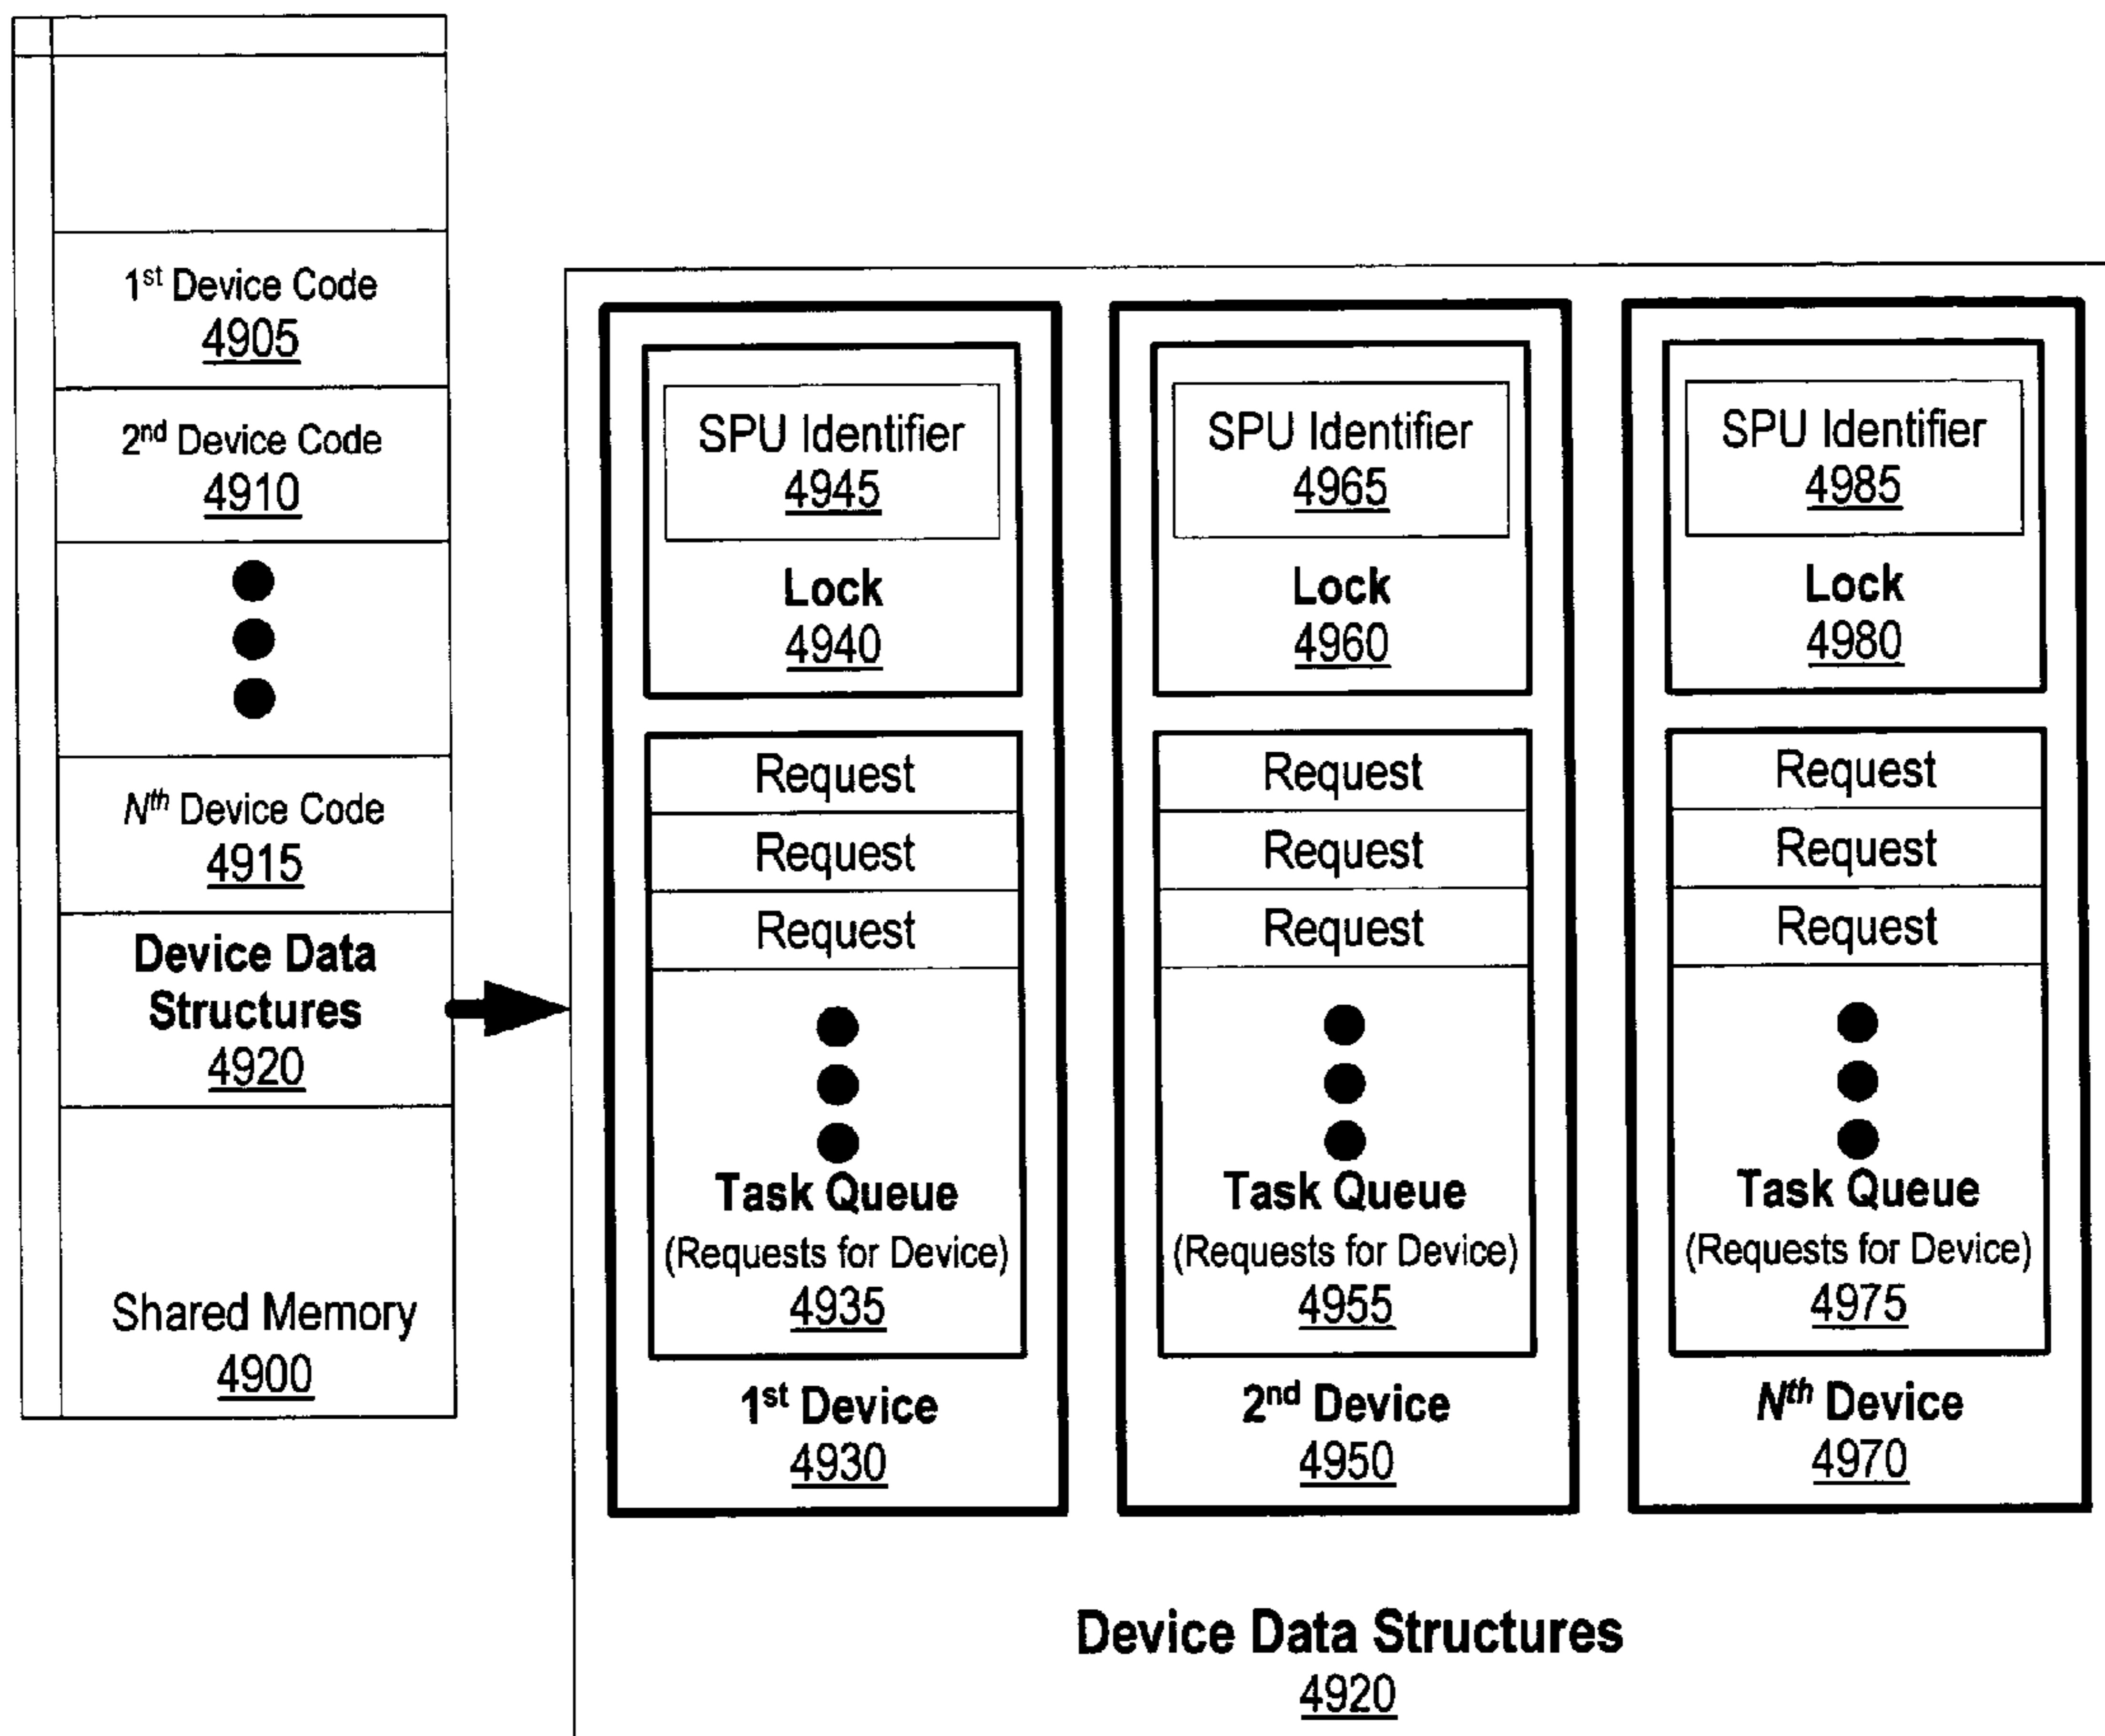 1st Device Code
4905
2nd Device Code
4910
Nth Device Code
4915
Device Data
Structures
4920
Shared Memory
4900
SPU Identifier
4945
Lock
4940
Request
Request
Request
Task Queue
(Requests for Device)
4935
1st Device
4930
SPU Identifier
4965
Lock
4960
Request
Request
Request
Task Queue
(Requests for Device)
4955
2nd Device
4950
SPU Identifier
4985
Lock
4980
Request
Request
Request
Task Queue
(Requests for Device)
4975
Nth Device
4970
Device Data Structures
4920